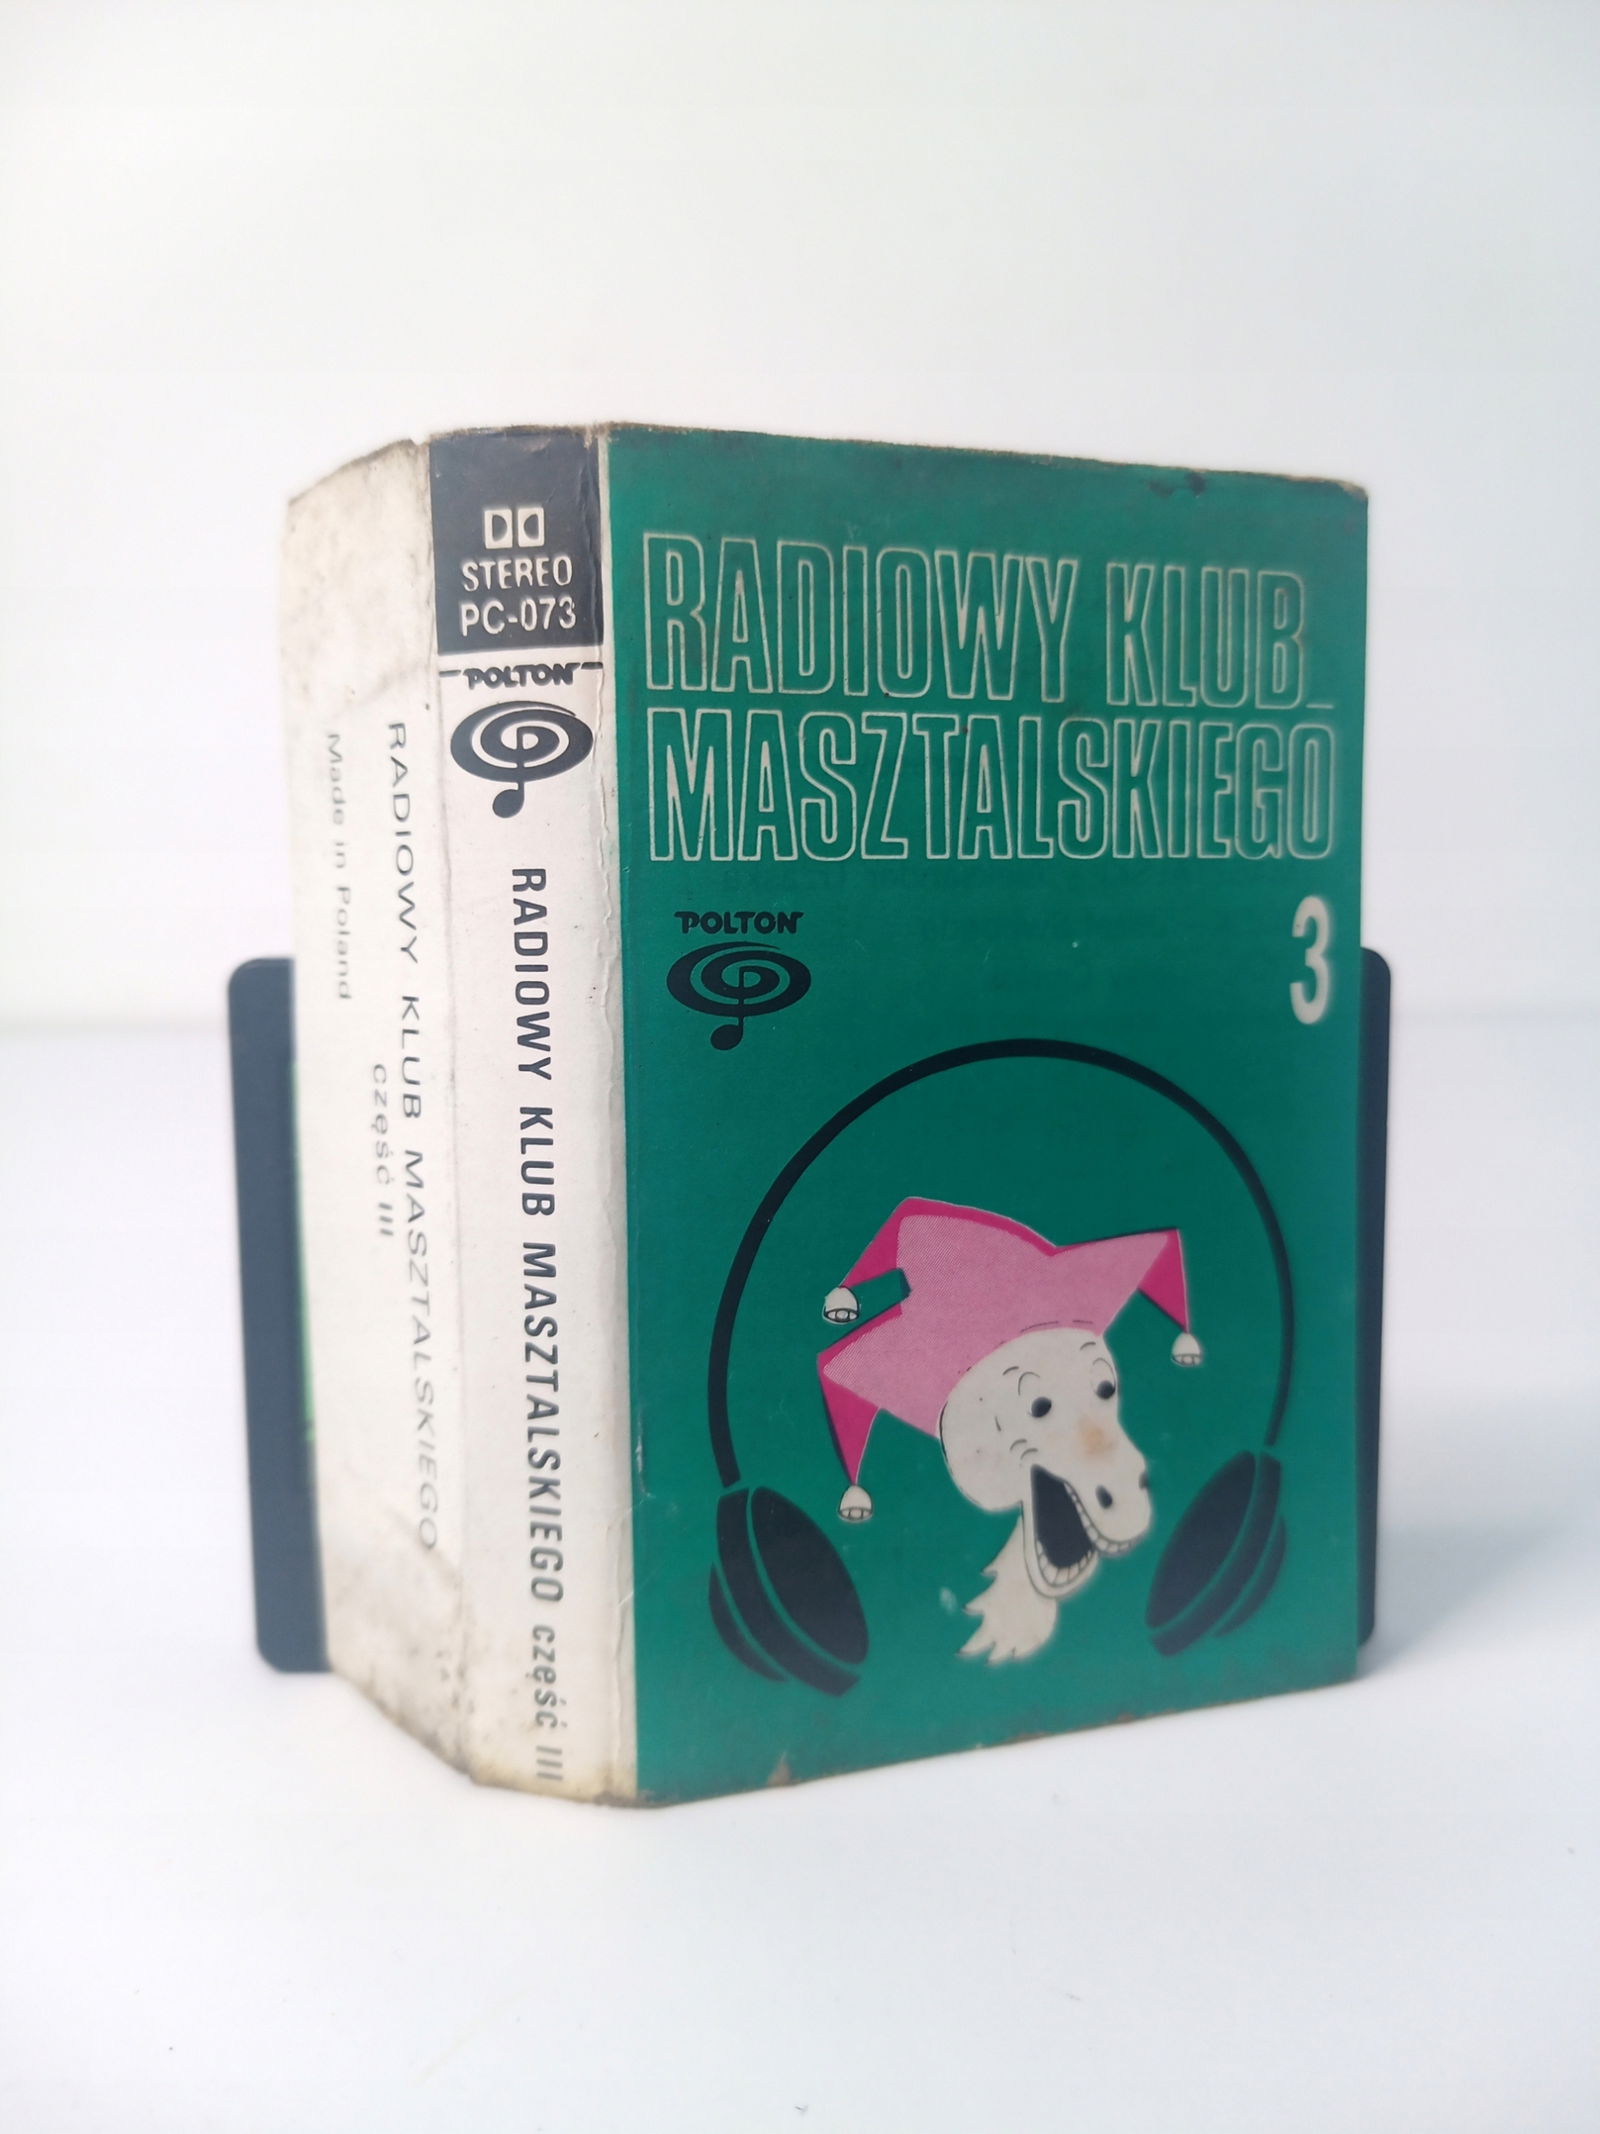 RADIOWY KLUB
MASZTALSKIEGO
3
POLTON
STEREO
PC-073
POLTON
RADIOWY KLUB MASZTALSKIEGO część III
RADIOWY KLUB MASZTALSKIEGO
część III
Made in Poland